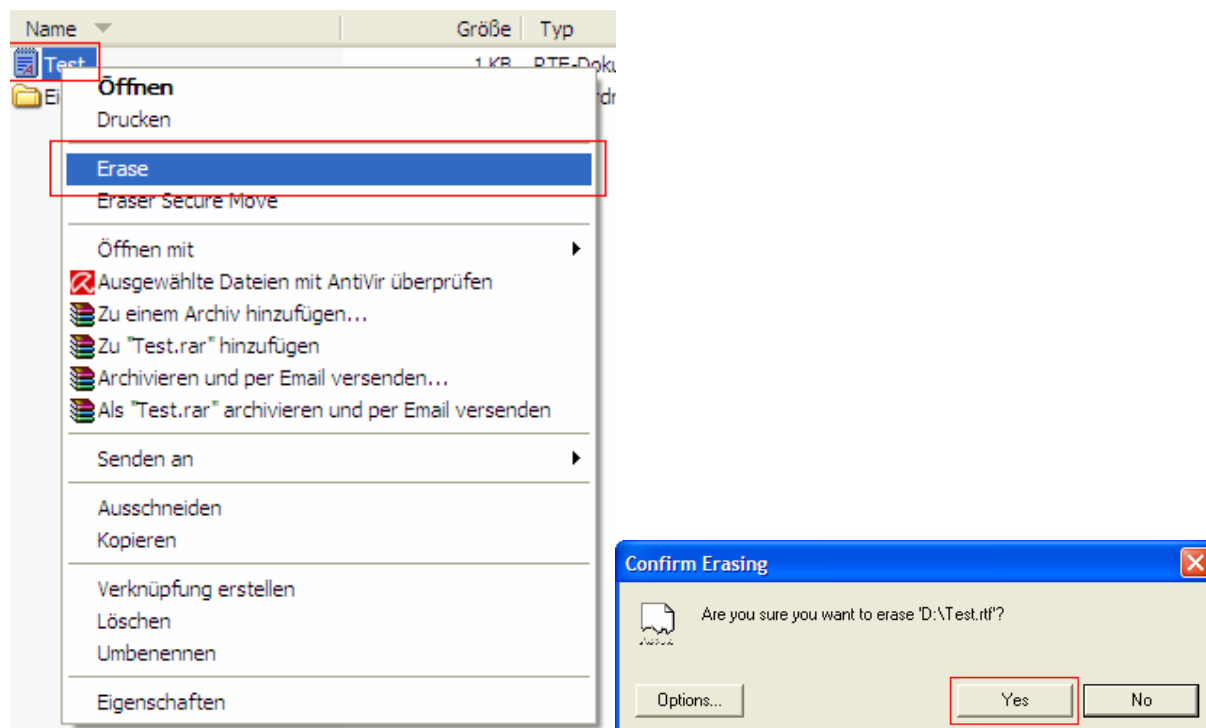 Name Größe Typ
Test 1 KB RTF-Doku
Ei
Öffnen
Drucken
Erase
Eraser Secure Move
Öffnen mit
Ausgewählte Dateien mit AntiVir überprüfen
Zu einem Archiv hinzufügen...
Zu "Test.rar" hinzufügen
Archivieren und per Email versenden...
Als "Test.rar" archivieren und per Email versenden
Senden an
Ausschneiden
Kopieren
Verknüpfung erstellen
Löschen
Umbenennen
Eigenschaften
Confirm Erasing
Are you sure you want to erase 'D:\Test.rtf'?
Options... Yes No